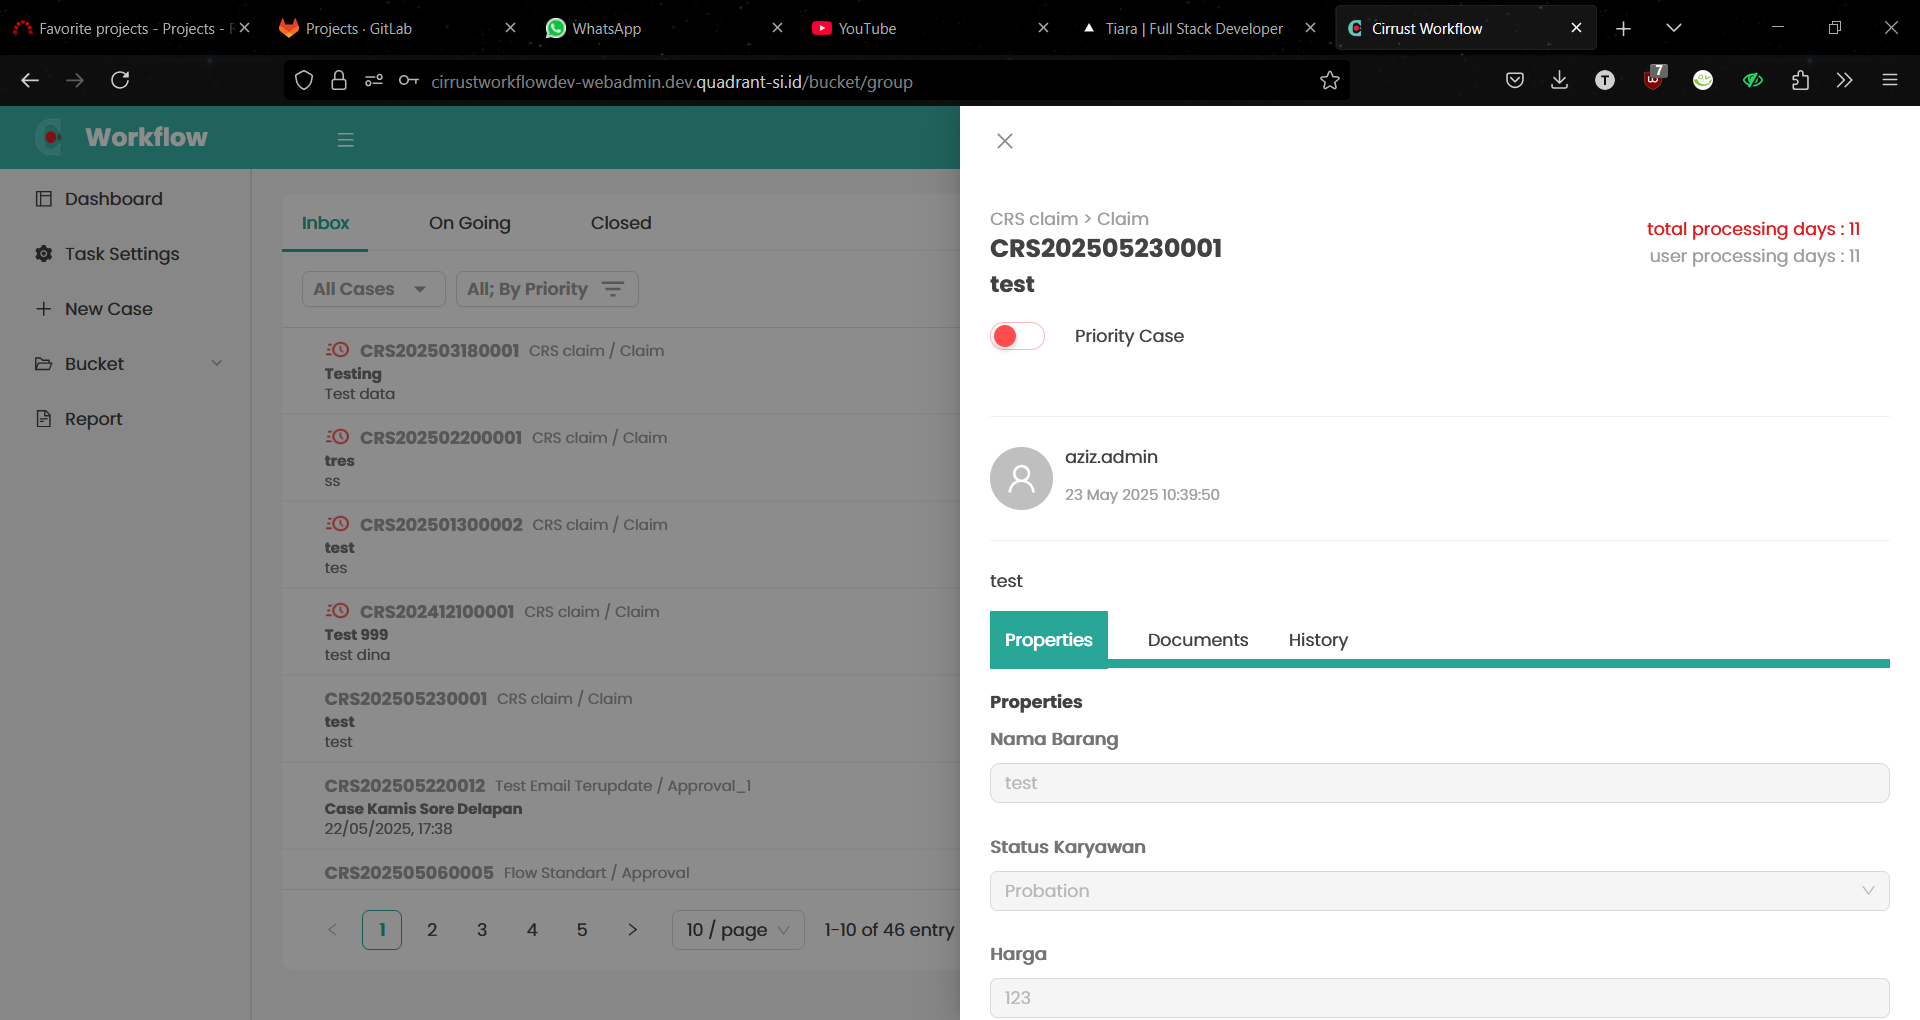 Favorite projects - Projects -
Projects · GitLab
WhatsApp
YouTube
Tiara | Full Stack Developer
Cirrust Workflow
7
T
cirrustworkflowdev-webadmin.dev.quadrant-si.id/bucket/group
Workflow
Dashboard
Task Settings
New Case
Bucket
Report
Inbox
On Going
Closed
All Cases
All; By Priority
CRS202503180001 CRS claim / Claim
Testing
Test data
CRS202502200001 CRS claim / Claim
tres
ss
CRS202501300002 CRS claim / Claim
test
tes
CRS202412100001 CRS claim / Claim
Test 999
test dina
CRS202505230001 CRS claim / Claim
test
test
CRS202505220012 Test Email Terupdate / Approval_1
Case Kamis Sore Delapan
22/05/2025, 17:38
CRS202505060005 Flow Standart / Approval
< 1 2 3 4 5 > 10 / page 1-10 of 46 entry
CRS claim > Claim
CRS202505230001
test
total processing days : 11
user processing days : 11
Priority Case
aziz.admin
23 May 2025 10:39:50
test
Properties
Documents
History
Properties
Nama Barang
test
Status Karyawan
Probation
Harga
123